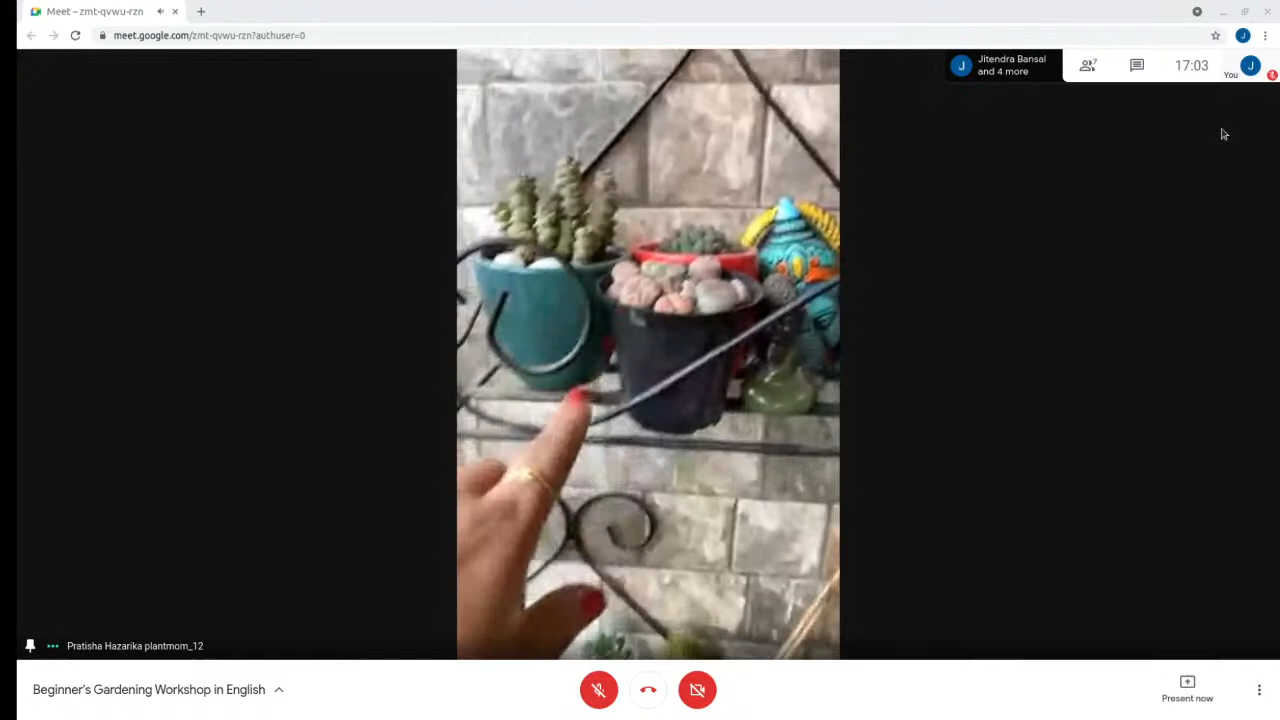 Meet – zmt-qvwu-rzn
meet.google.com/zmt-qvwu-rzn?authuser=0
J
J
Jitendra Bansal
and 4 more
7
17:03
You
J
Pratisha Hazarika plantmom_12
Beginner's Gardening Workshop in English
Present now